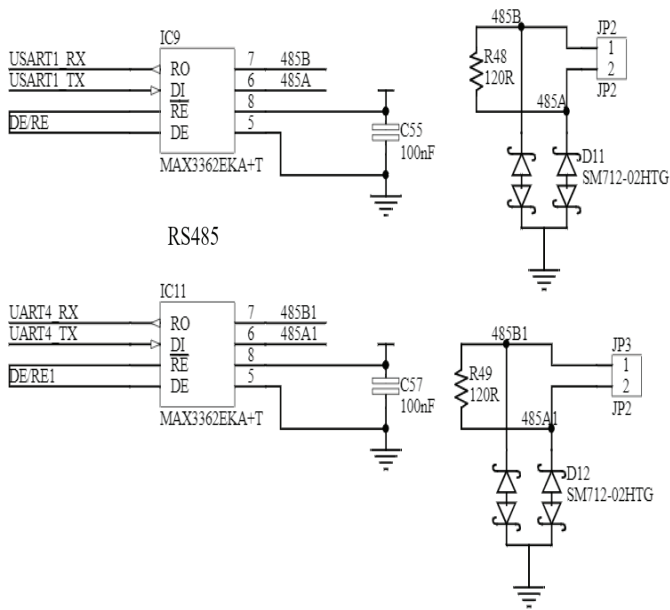 IC9
USART1_RX
RO
7
485B
USART1_TX
DI
6
485A
RE
8
DE/RE
DE
5
C55
100nF
MAX3362EKA+T
485B
JP2
R48
120R
1
2
JP2
485A
D11
SM712-02HTG
RS485
IC11
UART4_RX
RO
7
485B1
UART4_TX
DI
6
485A1
RE
8
DE/RE1
DE
5
C57
100nF
MAX3362EKA+T
485B1
JP3
R49
120R
1
2
JP2
485A1
D12
SM712-02HTG